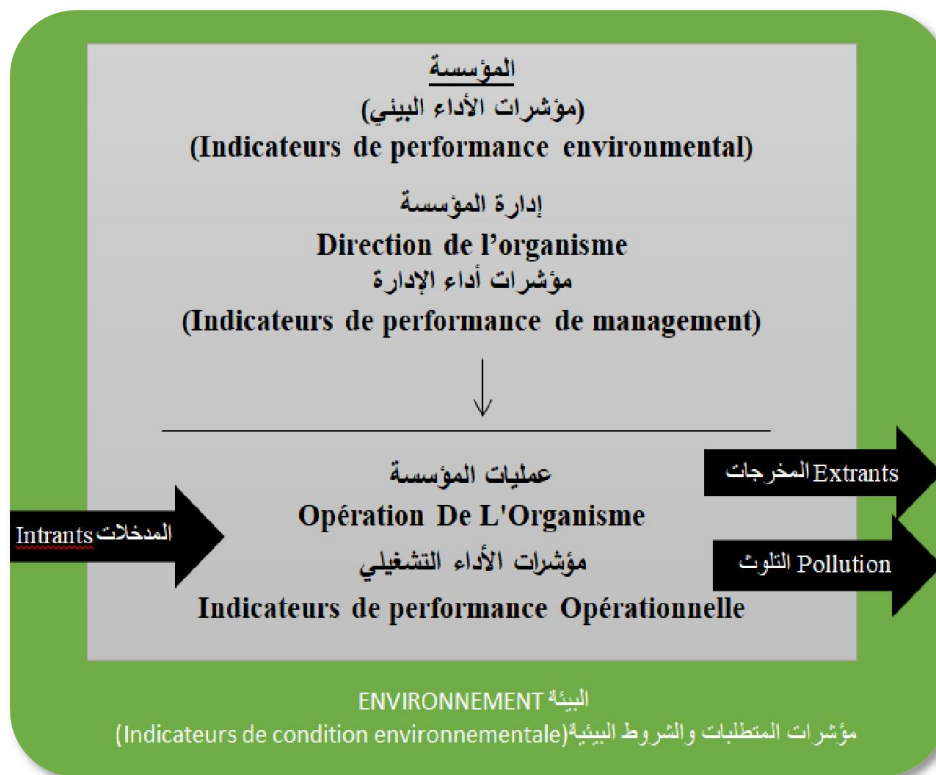 المؤسسة
(مؤشرات الأداء البيئي)
(Indicateurs de performance environmental)
إدارة المؤسسة
Direction de l’organisme
مؤشرات أداء الإدارة
(Indicateurs de performance de management)
عمليات المؤسسة
Opération De L'Organisme
مؤشرات الأداء التشغيلي
Indicateurs de performance Opérationnelle
المدخلات Intrants
المخرجات Extrants
التلوث Pollution
البيئة ENVIRONNEMENT
مؤشرات المتطلبات والشروط البيئية(Indicateurs de condition environnementale)